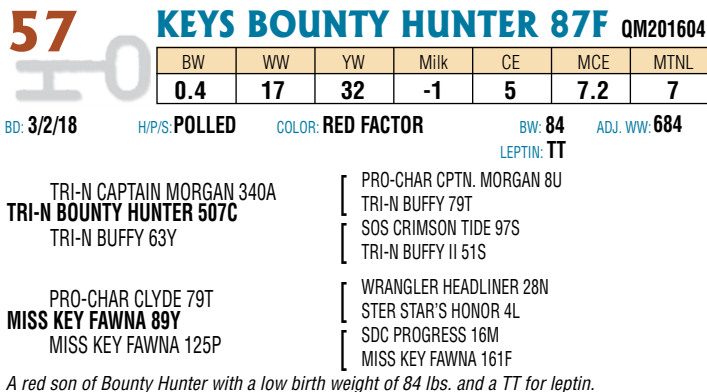 57 KEYS BOUNTY HUNTER 87F QM201604
BW WW YW Milk CE MCE MTNL
0.4 17 32 -1 5 7.2 7
BD: 3/2/18 H/P/S: POLLED COLOR: RED FACTOR BW: 84 ADJ. WW: 684
LEPTIN: TT
PRO-CHAR CPTN. MORGAN 8U
TRI-N CAPTAIN MORGAN 340A
TRI-N BUFFY 79T
TRI-N BOUNTY HUNTER 507C
SOS CRIMSON TIDE 97S
TRI-N BUFFY 63Y
TRI-N BUFFY II 51S
WRANGLER HEADLINER 28N
PRO-CHAR CLYDE 79T
STER STAR'S HONOR 4L
MISS KEY FAWNA 89Y
SDC PROGRESS 16M
MISS KEY FAWNA 125P
MISS KEY FAWNA 161F
A red son of Bounty Hunter with a low birth weight of 84 lbs. and a TT for leptin.